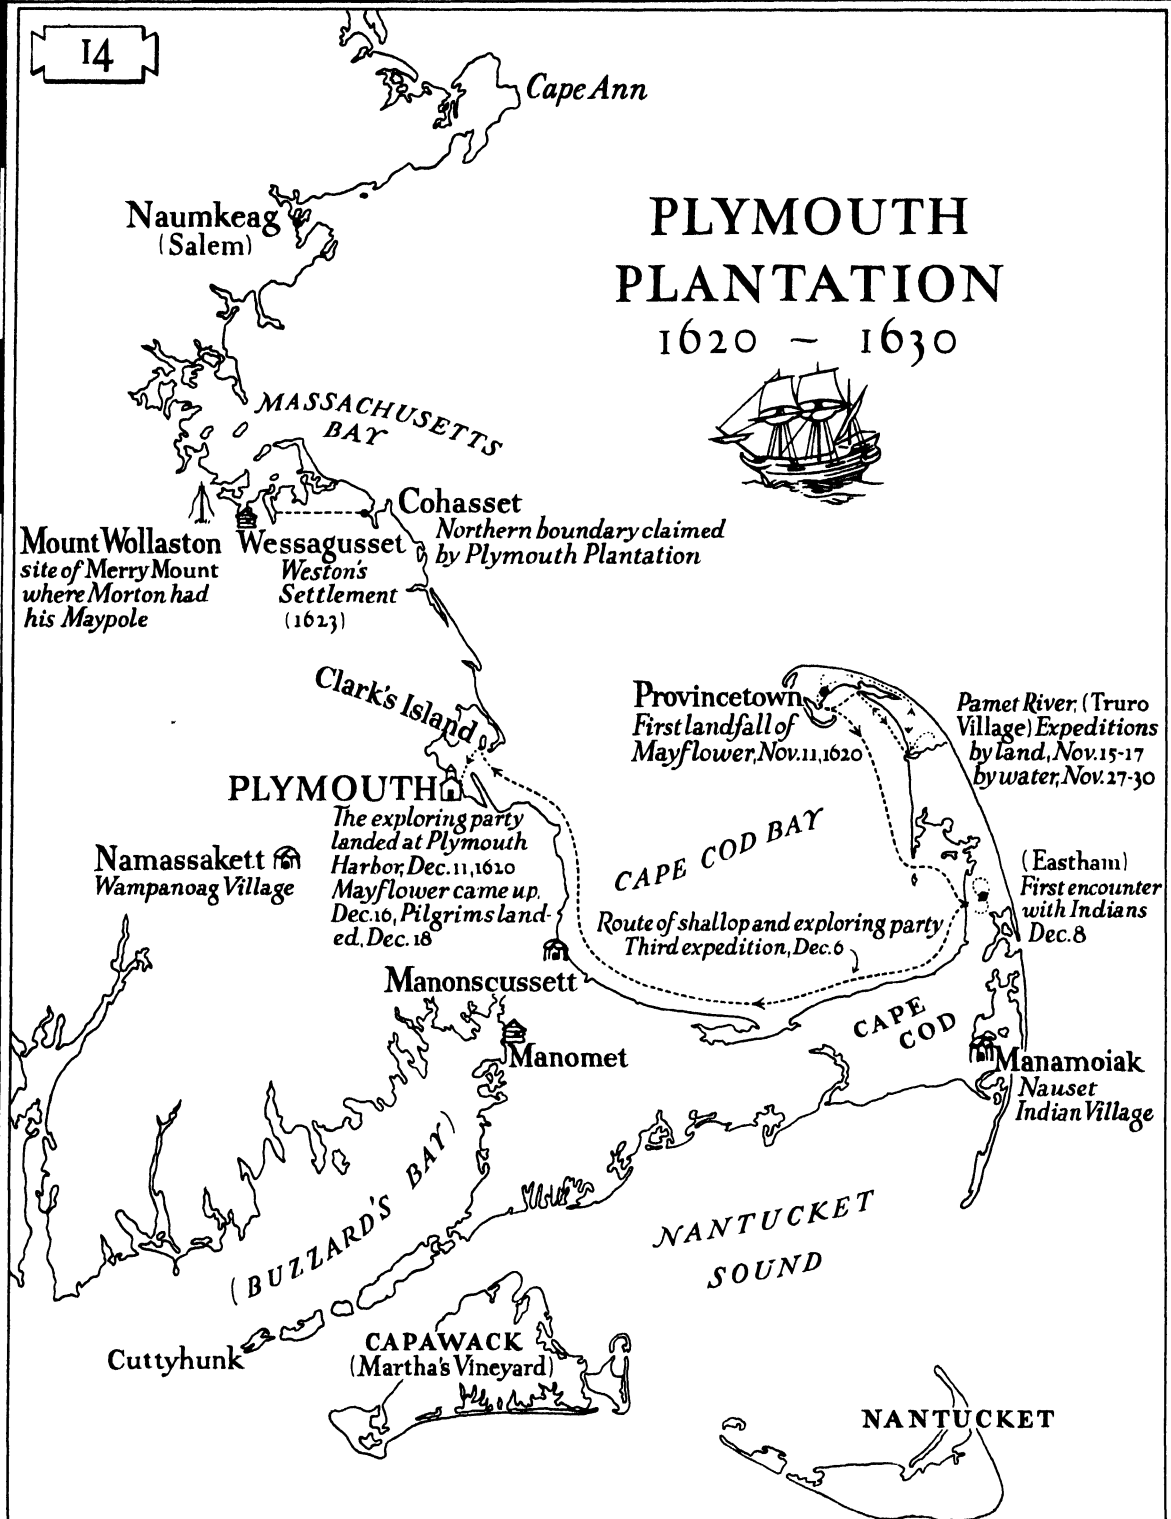 14
Cape Ann
Naumkeag
(Salem)
PLYMOUTH
PLANTATION
1620 ~ 1630
MASSACHUSETTS
BAY
Cohasset
Northern boundary claimed
by Plymouth Plantation
Mount Wollaston
site of Merry Mount
where Morton had
his Maypole
Wessagusset
Weston's
Settlement
(1623)
Clark's Island
Provincetown
First landfall of
Mayflower, Nov. 11, 1620
Pamet River, (Truro
Village) Expeditions
by land, Nov. 15-17
by water, Nov. 27-30
PLYMOUTH
The exploring party
landed at Plymouth
Harbor, Dec. 11, 1620
Mayflower came up,
Dec. 16, Pilgrims land-
ed, Dec. 18
Namassakett
Wampanoag Village
CAPE COD BAY
(Eastham)
First encounter
with Indians
Dec. 8
Route of shallop and exploring party
Third expedition, Dec. 6
Manonscussett
CAPE
COD
Manomet
Manamoiak
Nauset
Indian Village
(BUZZARD'S BAY)
NANTUCKET
SOUND
Cuttyhunk
CAPAWACK
(Martha's Vineyard)
NANTUCKET